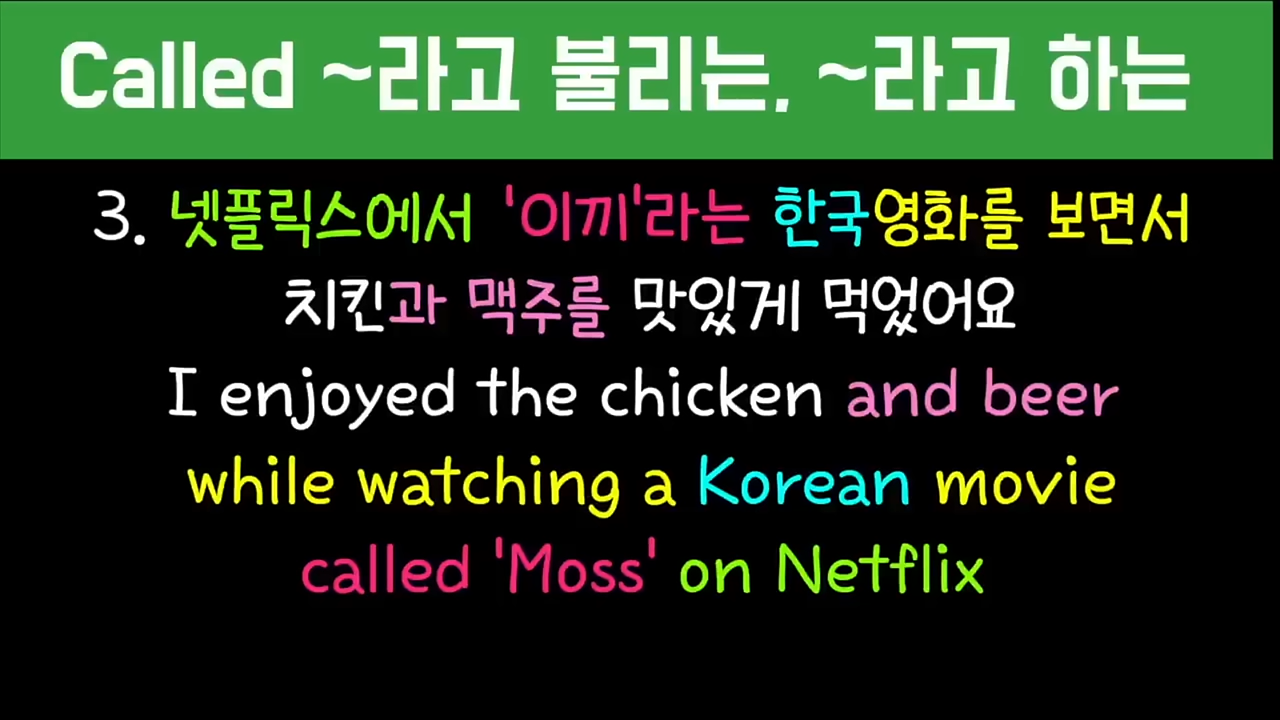 Called ~라고 불리는, ~라고 하는
3. 넷플릭스에서 '이끼'라는 한국영화를 보면서
치킨과 맥주를 맛있게 먹었어요
I enjoyed the chicken and beer
while watching a Korean movie
called 'Moss' on Netflix